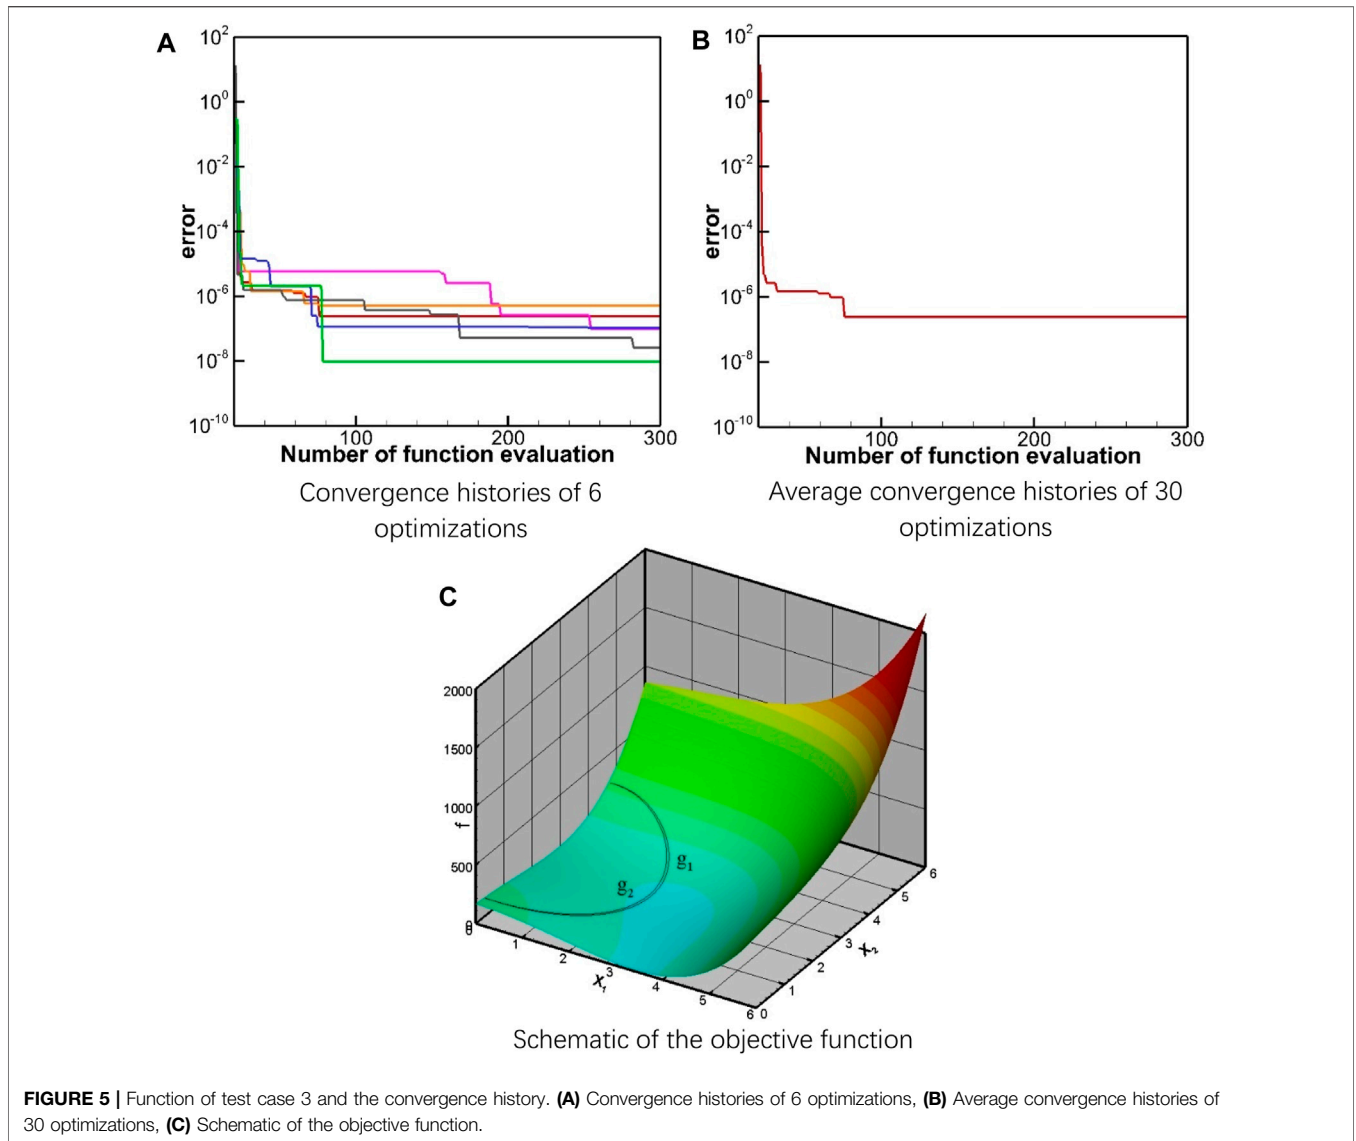 A
10^2
10^0
10^-2
10^-4
10^-6
10^-8
10^-10
error
100
200
300
Number of function evaluation
Convergence histories of 6
optimizations
B
10^2
10^0
10^-2
10^-4
10^-6
10^-8
10^-10
error
100
200
300
Number of function evaluation
Average convergence histories of 30
optimizations
C
2000
1500
1000
500
0
f
0
1
2
3
4
5
6
X_1
0
1
2
3
4
5
6
X_2
g_1
g_2
Schematic of the objective function
FIGURE 5 | Function of test case 3 and the convergence history. (A) Convergence histories of 6 optimizations, (B) Average convergence histories of
30 optimizations, (C) Schematic of the objective function.